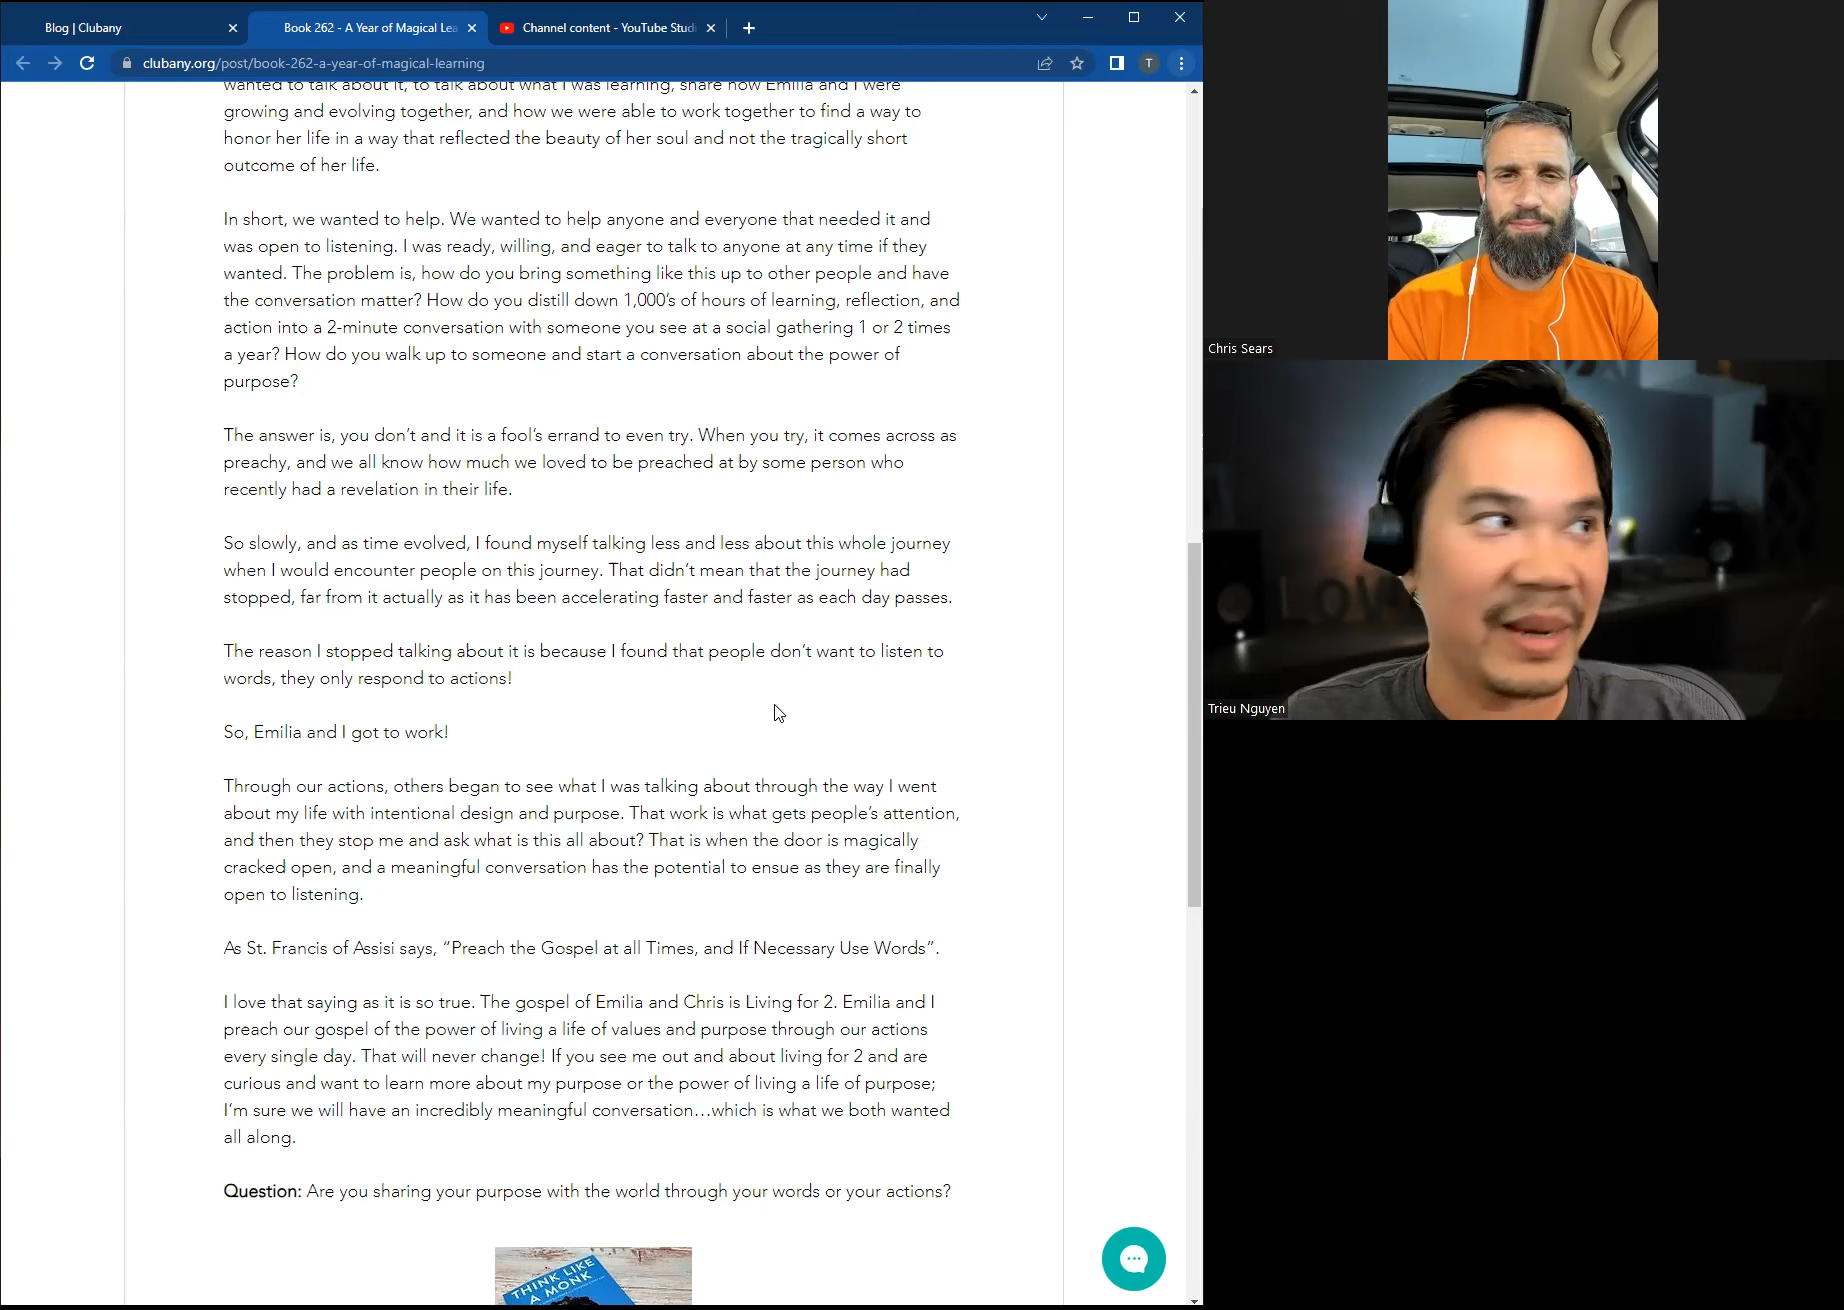 Blog | Clubany
Book 262 - A Year of Magical Lea
Channel content - YouTube Studi
clubany.org/post/book-262-a-year-of-magical-learning
T
wanted to talk about it, to talk about what I was learning, share how Emilia and I were
growing and evolving together, and how we were able to work together to find a way to
honor her life in a way that reflected the beauty of her soul and not the tragically short
outcome of her life.
In short, we wanted to help. We wanted to help anyone and everyone that needed it and
was open to listening. I was ready, willing, and eager to talk to anyone at any time if they
wanted. The problem is, how do you bring something like this up to other people and have
the conversation matter? How do you distill down 1,000’s of hours of learning, reflection, and
action into a 2-minute conversation with someone you see at a social gathering 1 or 2 times
a year? How do you walk up to someone and start a conversation about the power of
purpose?
The answer is, you don’t and it is a fool’s errand to even try. When you try, it comes across as
preachy, and we all know how much we loved to be preached at by some person who
recently had a revelation in their life.
So slowly, and as time evolved, I found myself talking less and less about this whole journey
when I would encounter people on this journey. That didn’t mean that the journey had
stopped, far from it actually as it has been accelerating faster and faster as each day passes.
The reason I stopped talking about it is because I found that people don’t want to listen to
words, they only respond to actions!
So, Emilia and I got to work!
Through our actions, others began to see what I was talking about through the way I went
about my life with intentional design and purpose. That work is what gets people’s attention,
and then they stop me and ask what is this all about? That is when the door is magically
cracked open, and a meaningful conversation has the potential to ensue as they are finally
open to listening.
As St. Francis of Assisi says, “Preach the Gospel at all Times, and If Necessary Use Words”.
I love that saying as it is so true. The gospel of Emilia and Chris is Living for 2. Emilia and I
preach our gospel of the power of living a life of values and purpose through our actions
every single day. That will never change! If you see me out and about living for 2 and are
curious and want to learn more about my purpose or the power of living a life of purpose;
I’m sure we will have an incredibly meaningful conversation…which is what we both wanted
all along.
Question: Are you sharing your purpose with the world through your words or your actions?
THINK LIKE
A MONK
Chris Sears
Trieu Nguyen